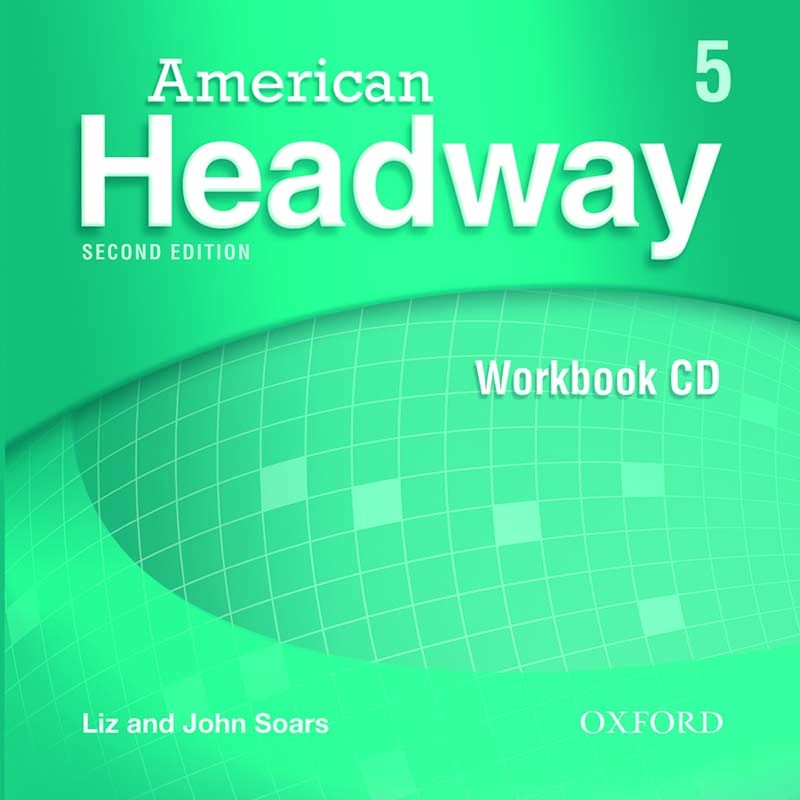 American
5
Headway
SECOND EDITION
Workbook CD
Liz and John Soars
OXFORD